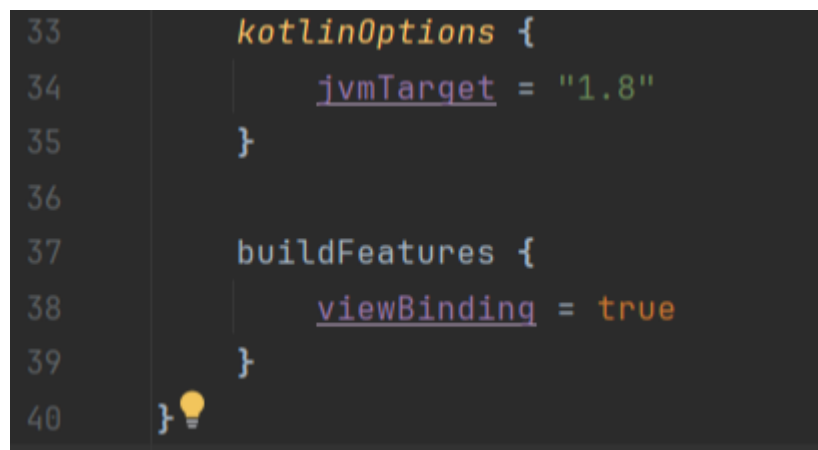 33 kotlinOptions {
34 jvmTarget = "1.8"
35 }
36
37 buildFeatures {
38 viewBinding = true
39 }
40 }